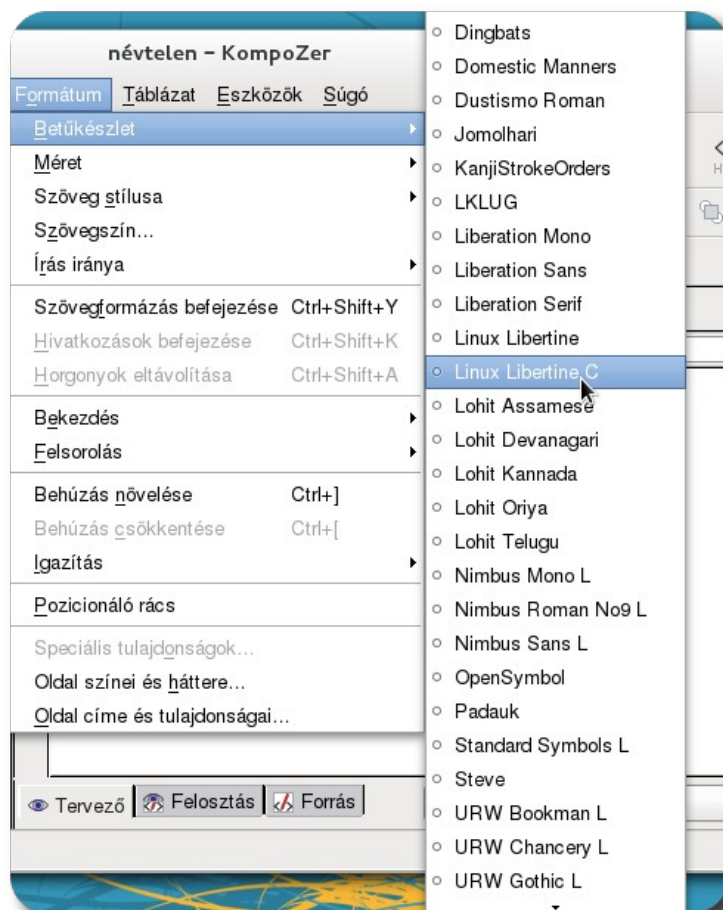 névtelen – KompoZer
Formátum Táblázat Eszközök Súgó
Betűkészlet
Méret
Szöveg stílusa
Szövegszín...
Írás iránya
Szövegformázás befejezése Ctrl+Shift+Y
Hivatkozások befejezése Ctrl+Shift+K
Horgonyok eltávolítása Ctrl+Shift+A
Bekezdés
Felsorolás
Behúzás növelése Ctrl+]
Behúzás csökkentése Ctrl+[
Igazítás
Pozicionáló rács
Speciális tulajdonságok...
Oldal színei és háttere...
Oldal címe és tulajdonságai...
Dingbats
Domestic Manners
Dustismo Roman
Jomolhari
KanjiStrokeOrders
LKLUG
Liberation Mono
Liberation Sans
Liberation Serif
Linux Libertine
Linux Libertine C
Lohit Assamese
Lohit Devanagari
Lohit Kannada
Lohit Oriya
Lohit Telugu
Nimbus Mono L
Nimbus Roman No9 L
Nimbus Sans L
OpenSymbol
Padauk
Standard Symbols L
Steve
URW Bookman L
URW Chancery L
URW Gothic L
H
Tervező Felosztás Forrás